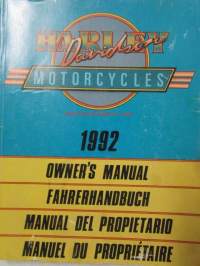 HARLEY
Davidson
MOTORCYCLES
1992
OWNER'S MANUAL
FAHRERHANDBUCH
MANUAL DEL PROPIETARIO
MANUEL DU PROPRIÉTAIRE